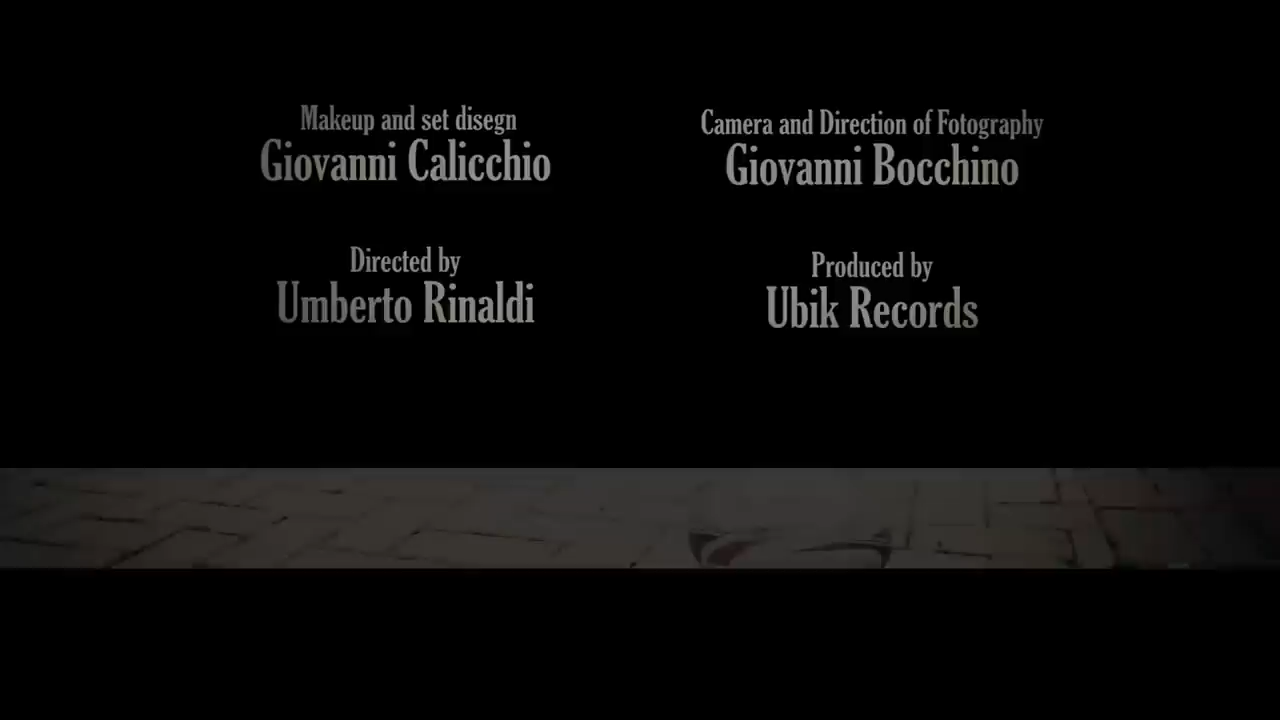 Makeup and set disegn
Giovanni Calicchio
Directed by
Umberto Rinaldi
Camera and Direction of Fotography
Giovanni Bocchino
Produced by
Ubik Records